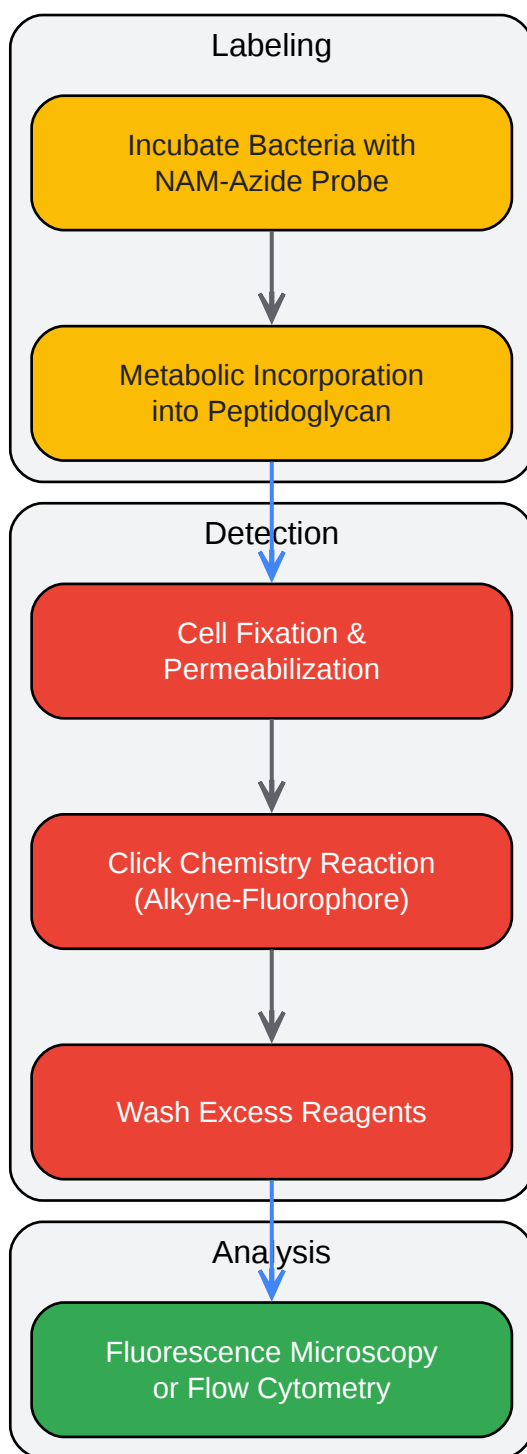 Labeling
Incubate Bacteria with
NAM-Azide Probe
Metabolic Incorporation
into Peptidoglycan
Detection
Cell Fixation &
Permeabilization
Click Chemistry Reaction
(Alkyne-Fluorophore)
Wash Excess Reagents
Analysis
Fluorescence Microscopy
or Flow Cytometry